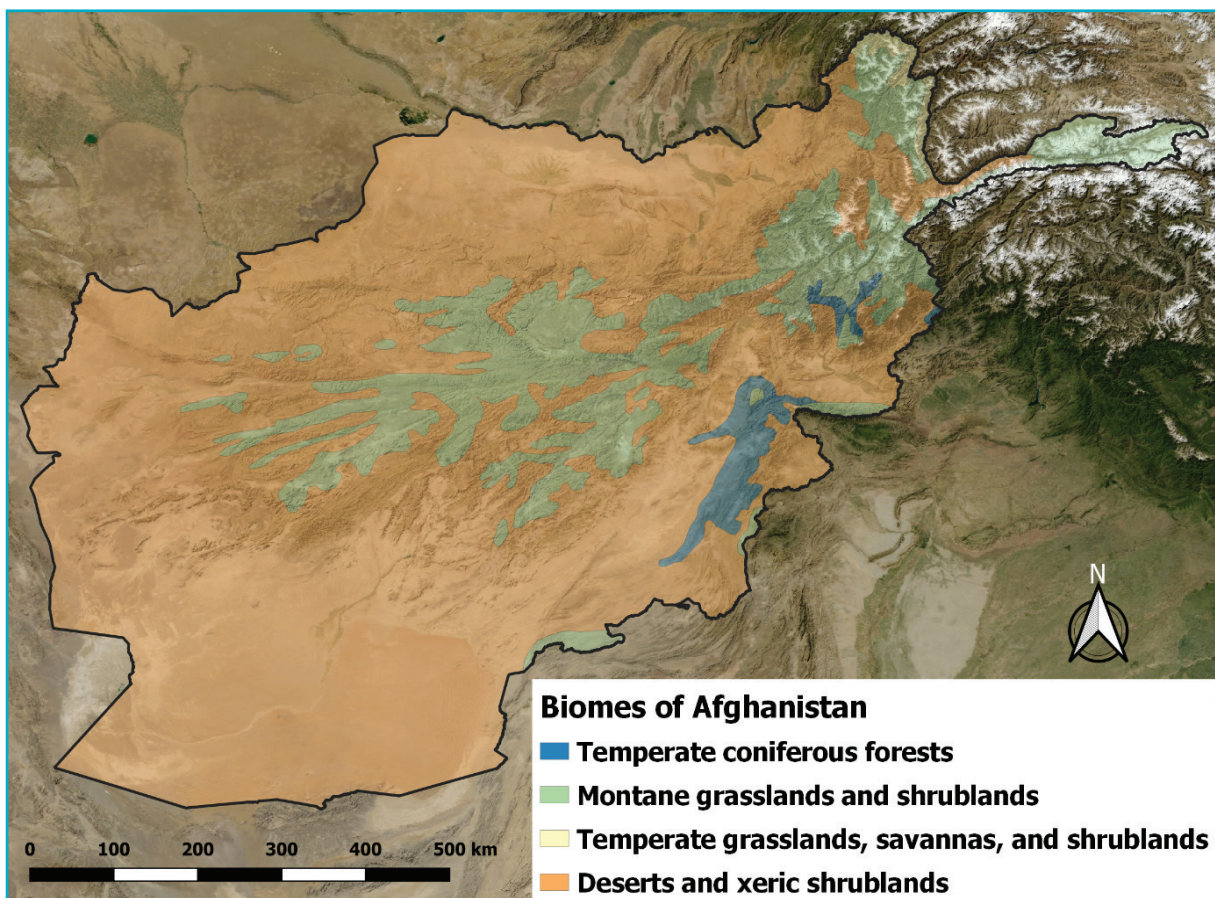 N
Biomes of Afghanistan
Temperate coniferous forests
Montane grasslands and shrublands
Temperate grasslands, savannas, and shrublands
Deserts and xeric shrublands
0 100 200 300 400 500 km